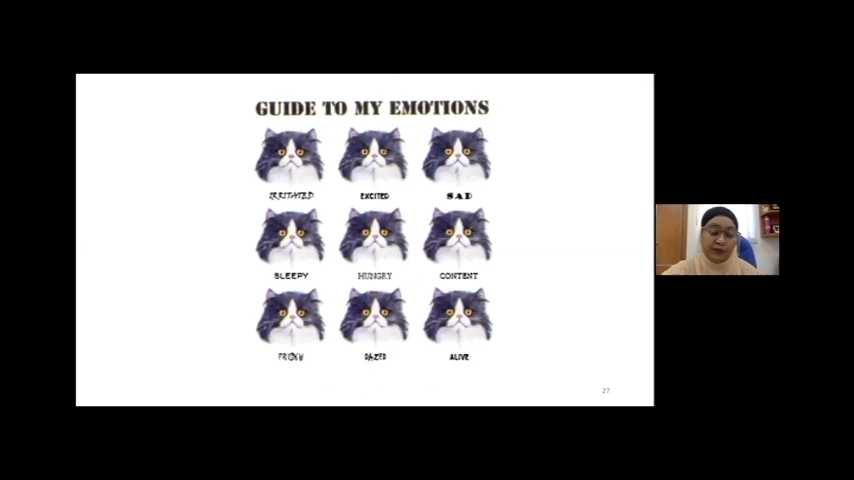 GUIDE TO MY EMOTIONS
IRRITATED EXCITED SAD
SLEEPY HUNGRY CONTENT
FRISKY DAZED ALIVE
27